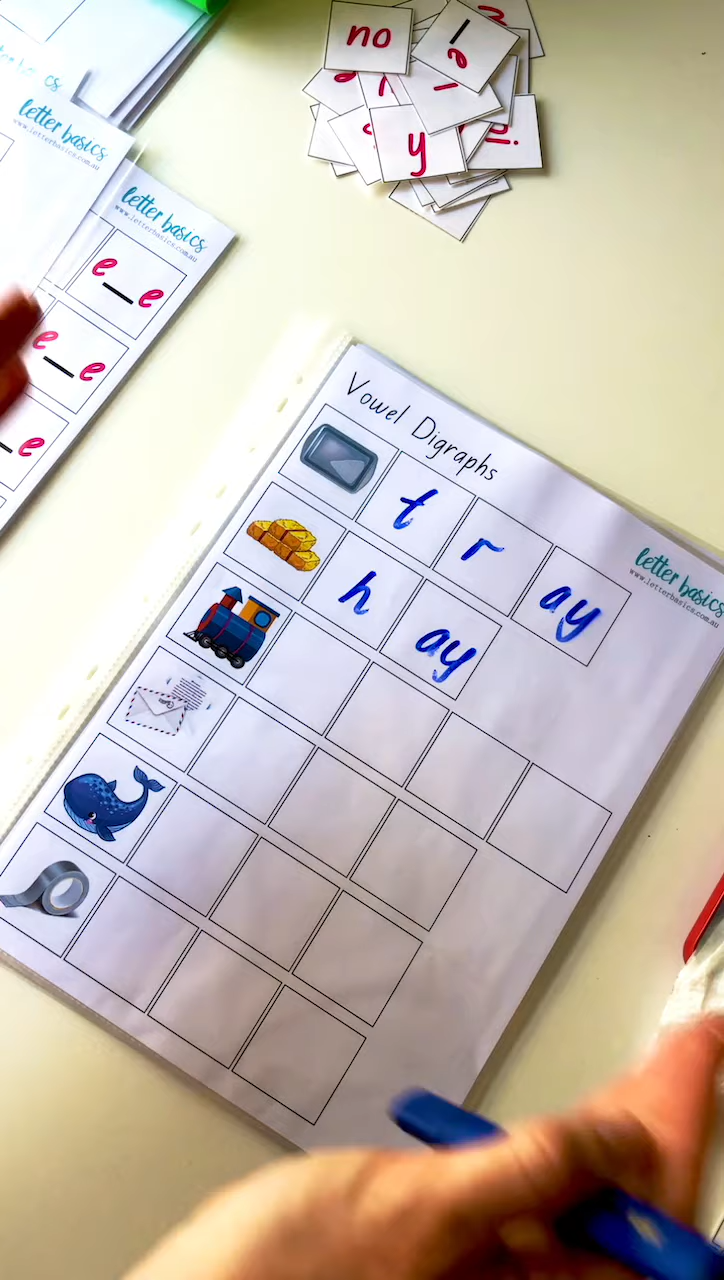 no
y
letter basics
www.letterbasics.com.au
letter basics
www.letterbasics.com.au
e_e
e_e
e
Vowel Digraphs
letter basics
www.letterbasics.com.au
t r ay
h ay